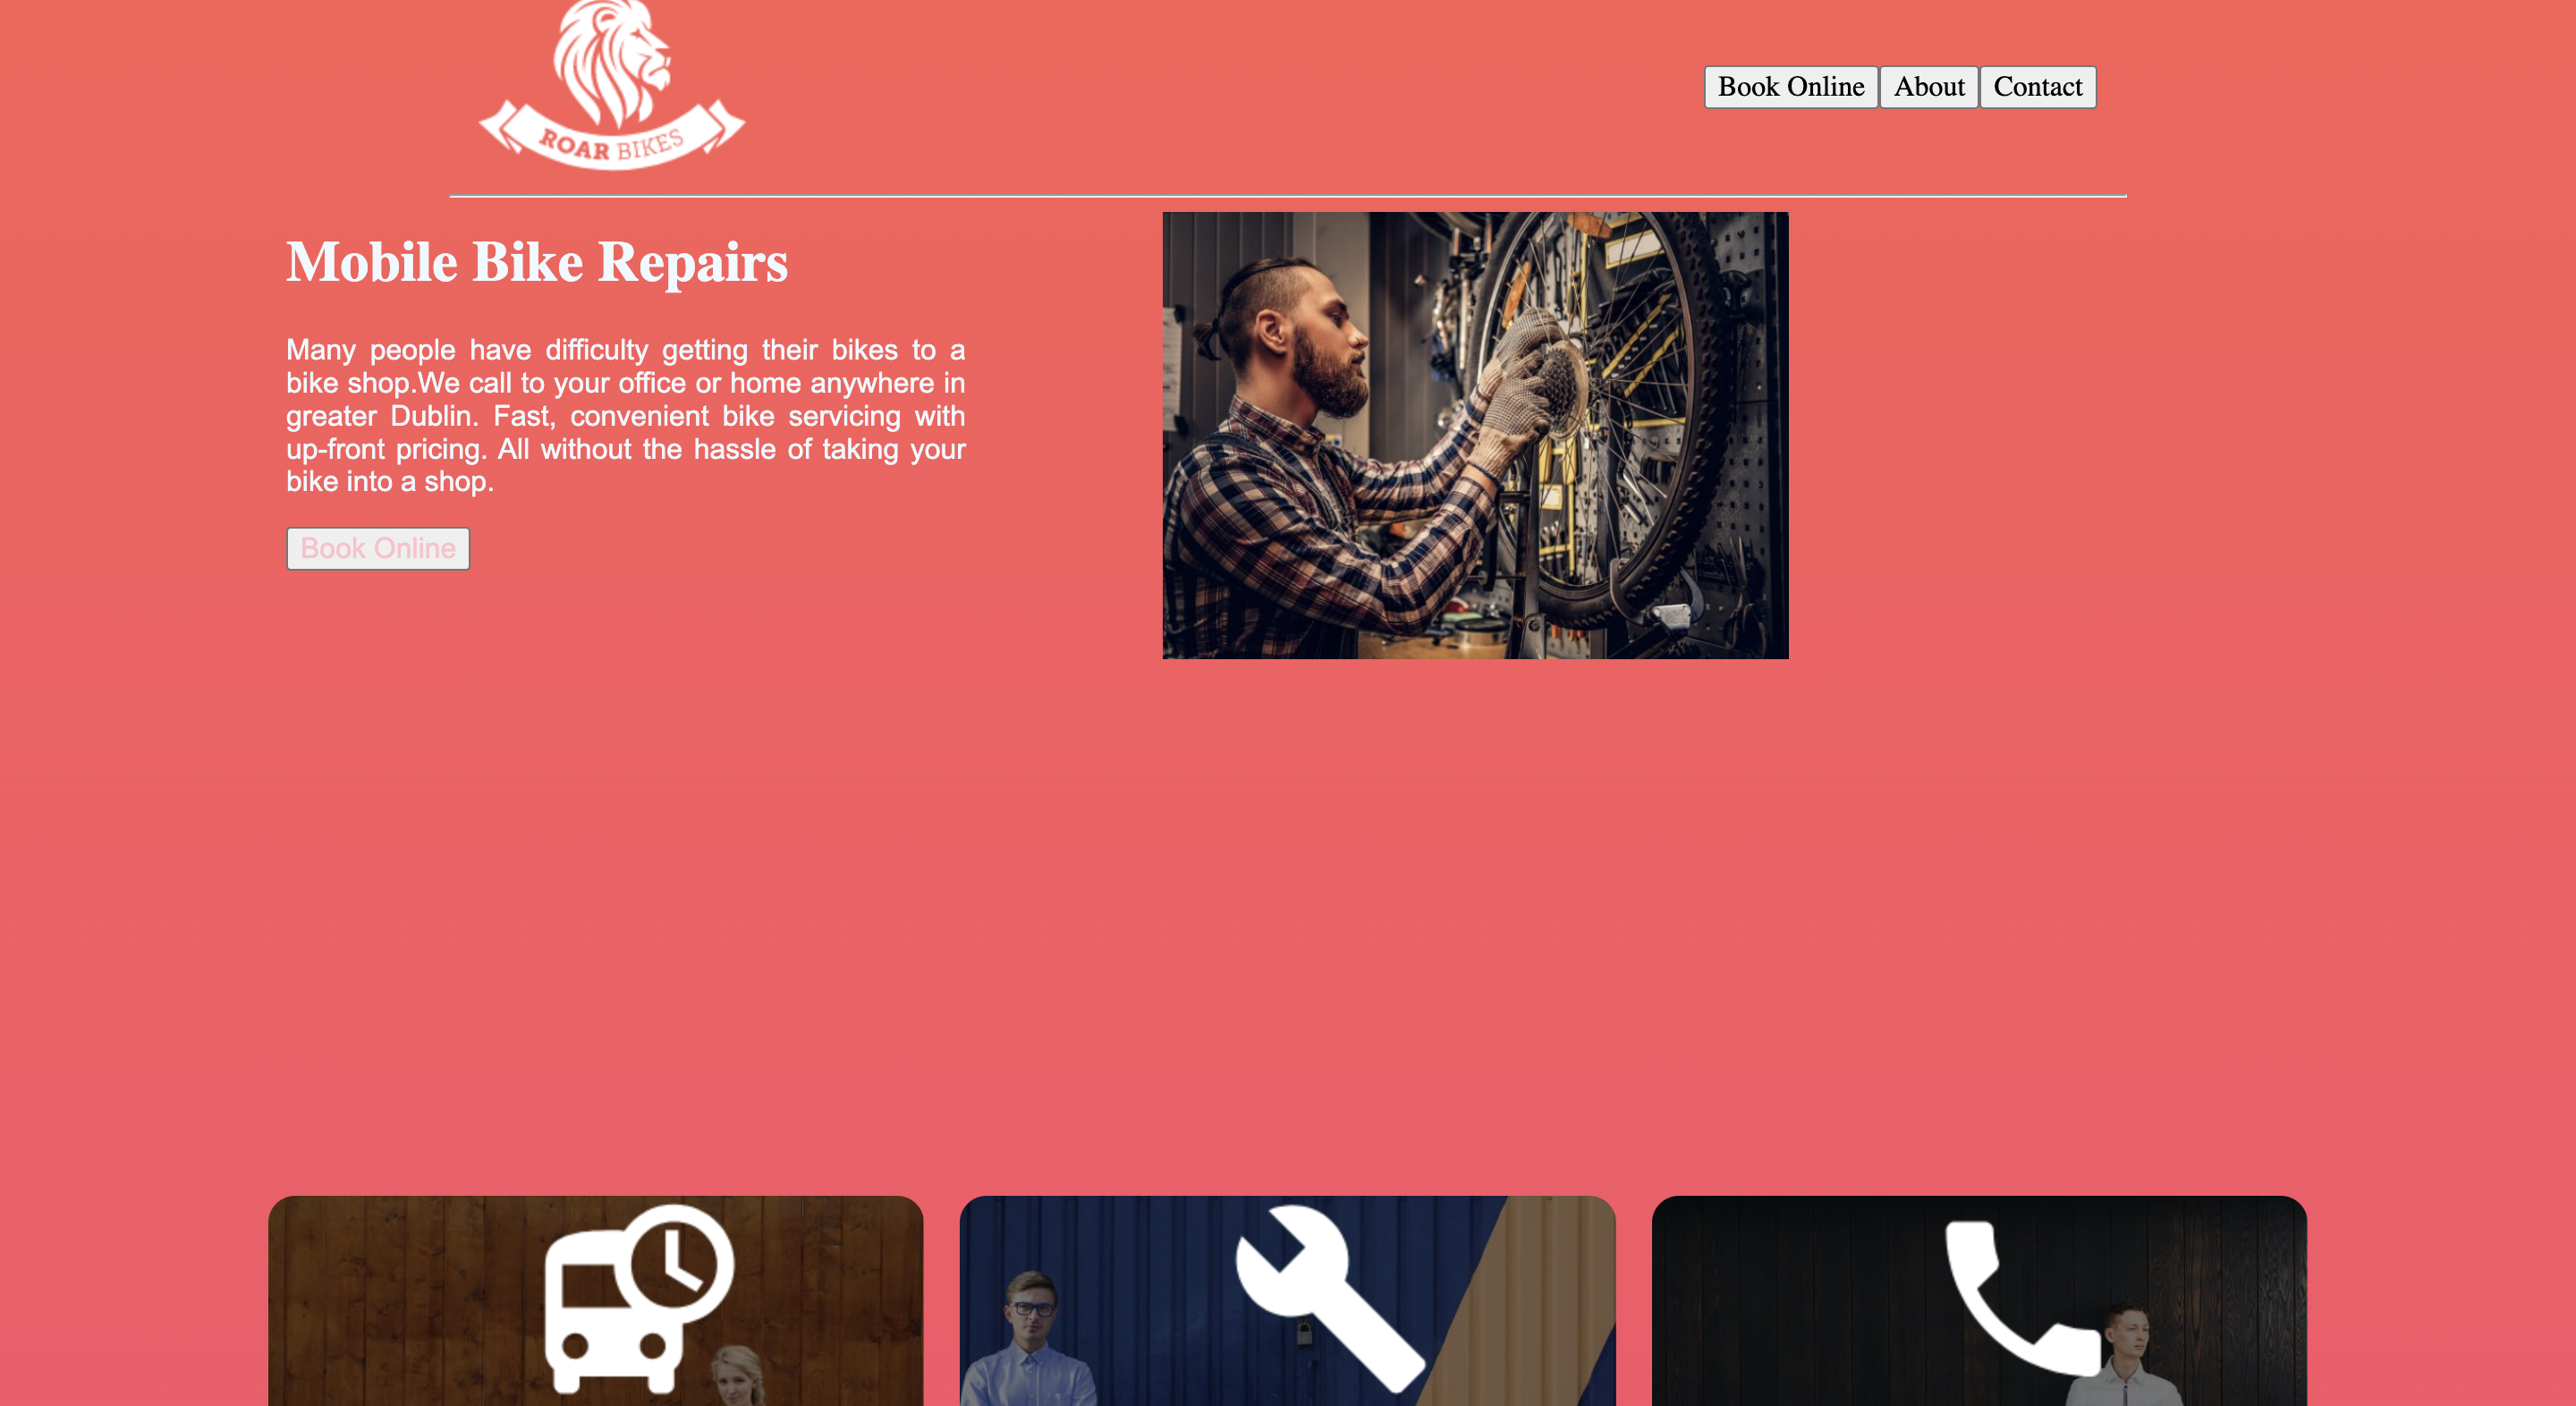 ROAR BIKES
Book Online About Contact
Mobile Bike Repairs
Many people have difficulty getting their bikes to a
bike shop.We call to your office or home anywhere in
greater Dublin. Fast, convenient bike servicing with
up-front pricing. All without the hassle of taking your
bike into a shop.
Book Online